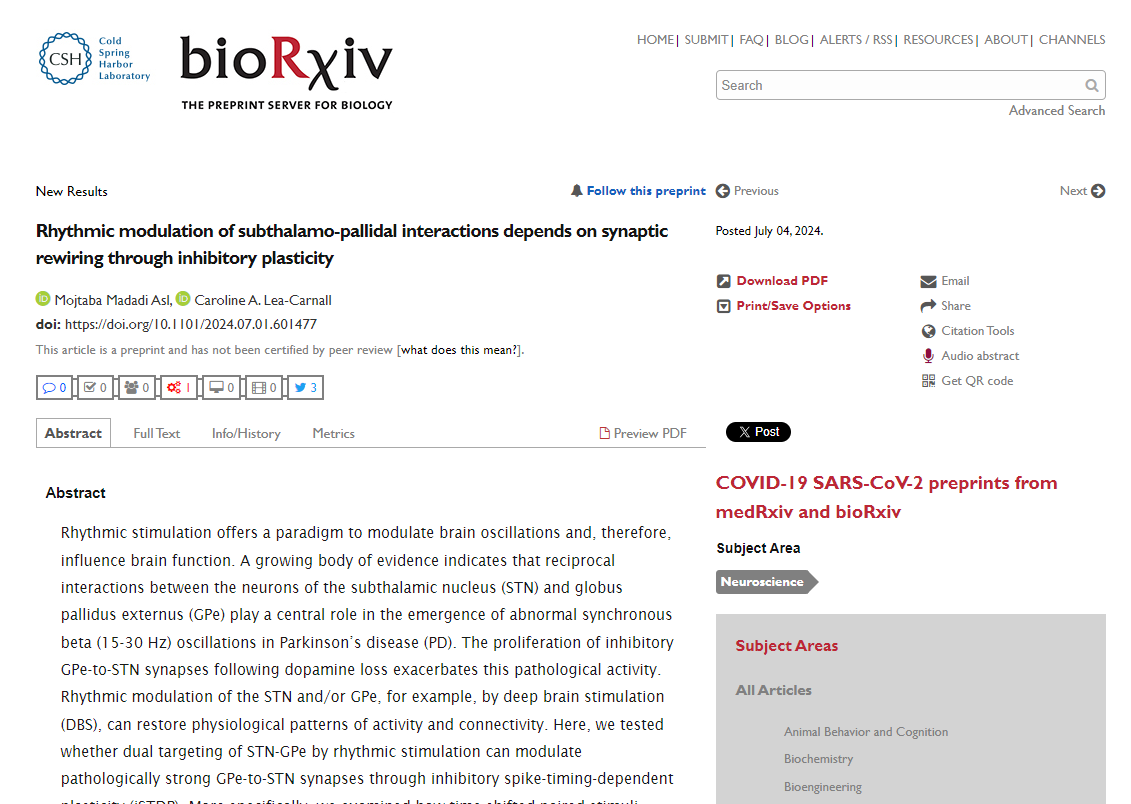 CSH
Cold
Spring
Harbor
Laboratory
bioRxiv
THE PREPRINT SERVER FOR BIOLOGY
HOME| SUBMIT| FAQ| BLOG| ALERTS / RSS| RESOURCES| ABOUT| CHANNELS
Search
Advanced Search
New Results
Follow this preprint
Previous
Next
Rhythmic modulation of subthalamo-pallidal interactions depends on synaptic
rewiring through inhibitory plasticity
iD Mojtaba Madadi Asl, iD Caroline A. Lea-Carnall
doi: https://doi.org/10.1101/2024.07.01.601477
This article is a preprint and has not been certified by peer review [what does this mean?].
0 0 0 1 0 0 3
Abstract Full Text Info/History Metrics Preview PDF
Abstract
Rhythmic stimulation offers a paradigm to modulate brain oscillations and, therefore,
influence brain function. A growing body of evidence indicates that reciprocal
interactions between the neurons of the subthalamic nucleus (STN) and globus
pallidus externus (GPe) play a central role in the emergence of abnormal synchronous
beta (15-30 Hz) oscillations in Parkinson’s disease (PD). The proliferation of inhibitory
GPe-to-STN synapses following dopamine loss exacerbates this pathological activity.
Rhythmic modulation of the STN and/or GPe, for example, by deep brain stimulation
(DBS), can restore physiological patterns of activity and connectivity. Here, we tested
whether dual targeting of STN-GPe by rhythmic stimulation can modulate
pathologically strong GPe-to-STN synapses through inhibitory spike-timing-dependent
plasticity (iSTDP). More specifically, we examined how time-shifted paired stimuli
Posted July 04, 2024.
Download PDF
Print/Save Options
Email
Share
Citation Tools
Audio abstract
Get QR code
X Post
COVID-19 SARS-CoV-2 preprints from
medRxiv and bioRxiv
Subject Area
Neuroscience
Subject Areas
All Articles
Animal Behavior and Cognition
Biochemistry
Bioengineering